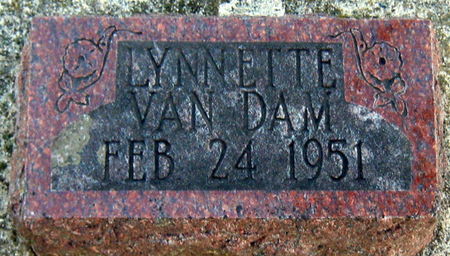 LYNNETTE
VAN DAM
FEB 24 1951